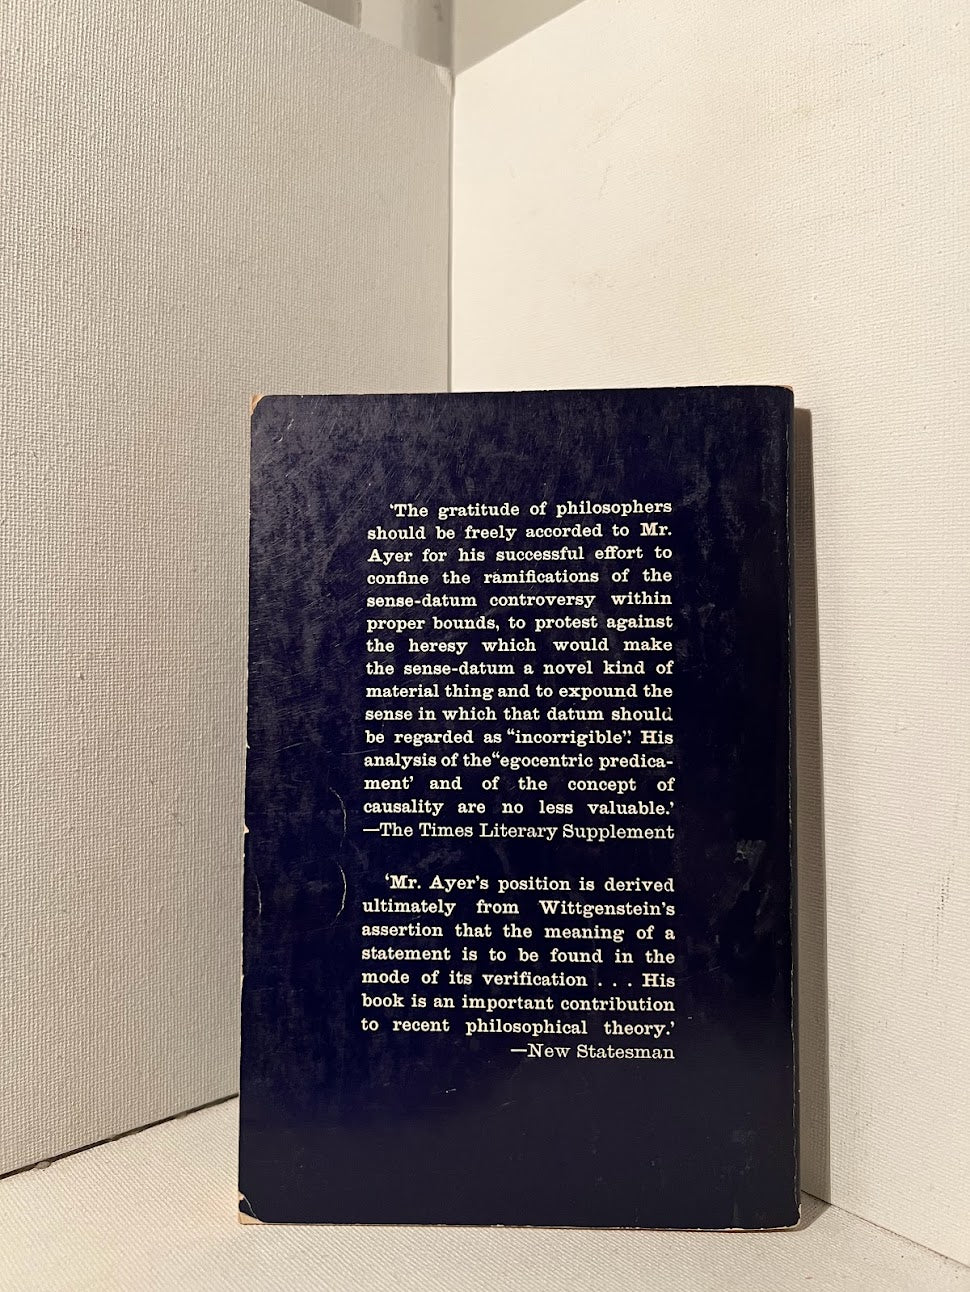 ‘The gratitude of philosophers
should be freely accorded to Mr.
Ayer for his successful effort to
confine the ramifications of the
sense-datum controversy within
proper bounds, to protest against
the heresy which would make
the sense-datum a novel kind of
material thing and to expound the
sense in which that datum should
be regarded as “incorrigible”. His
analysis of the “egocentric predica-
ment’ and of the concept of
causality are no less valuable.’
—The Times Literary Supplement
‘Mr. Ayer’s position is derived
ultimately from Wittgenstein’s
assertion that the meaning of a
statement is to be found in the
mode of its verification . . . His
book is an important contribution
to recent philosophical theory.’
—New Statesman